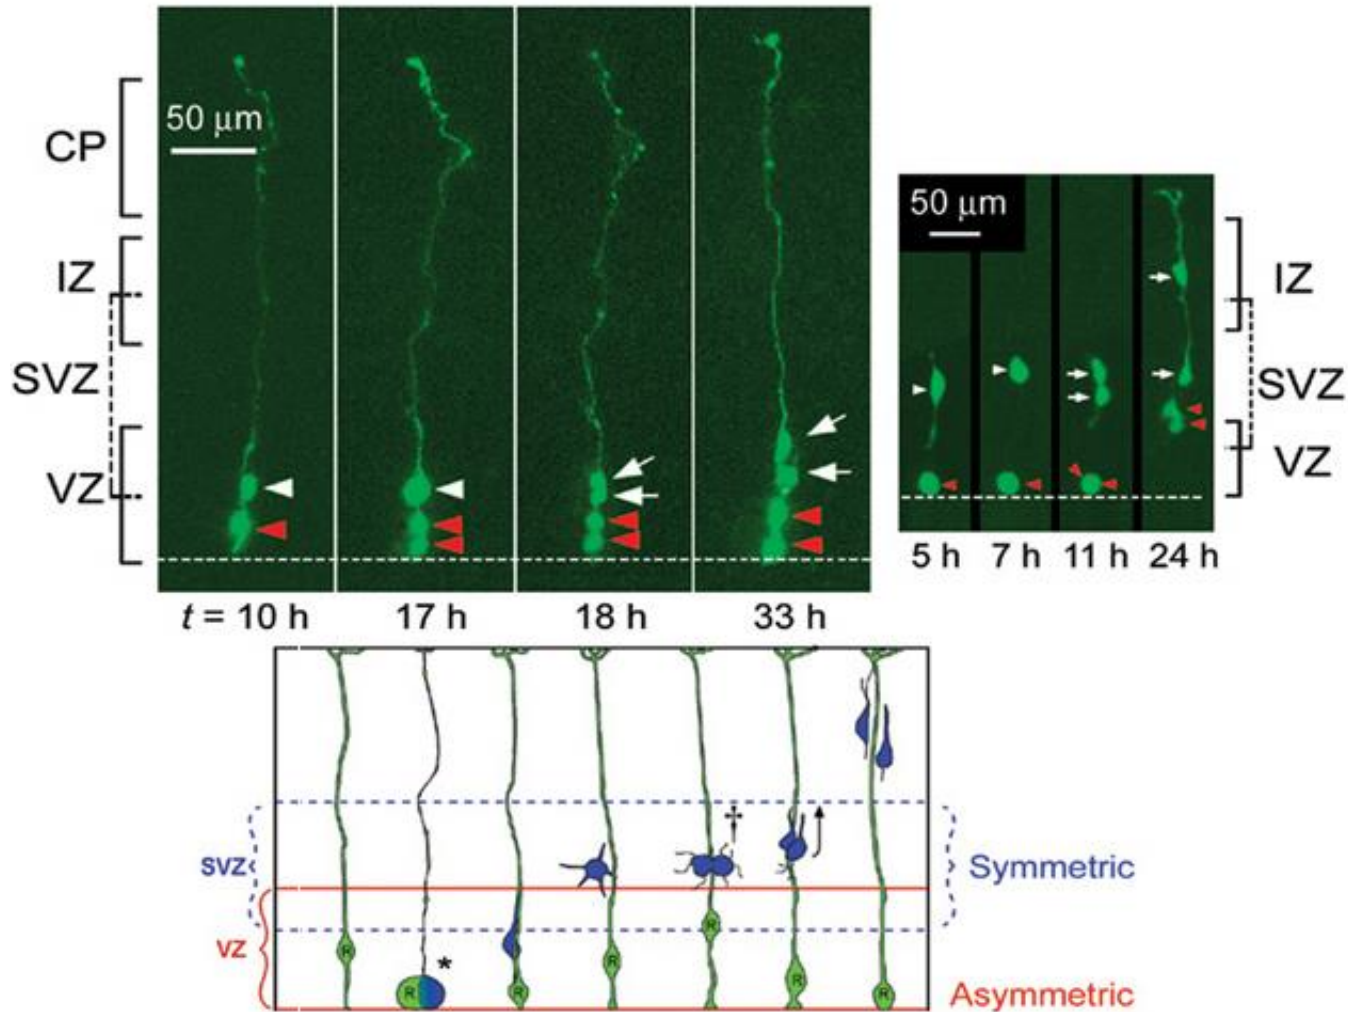 CP
50 μm
IZ
SVZ
VZ
t = 10 h
17 h
18 h
33 h
50 μm
IZ
SVZ
VZ
5 h
7 h
11 h
24 h
SVZ
VZ
R
R
*
R
R
R
†
R
R
Symmetric
Asymmetric